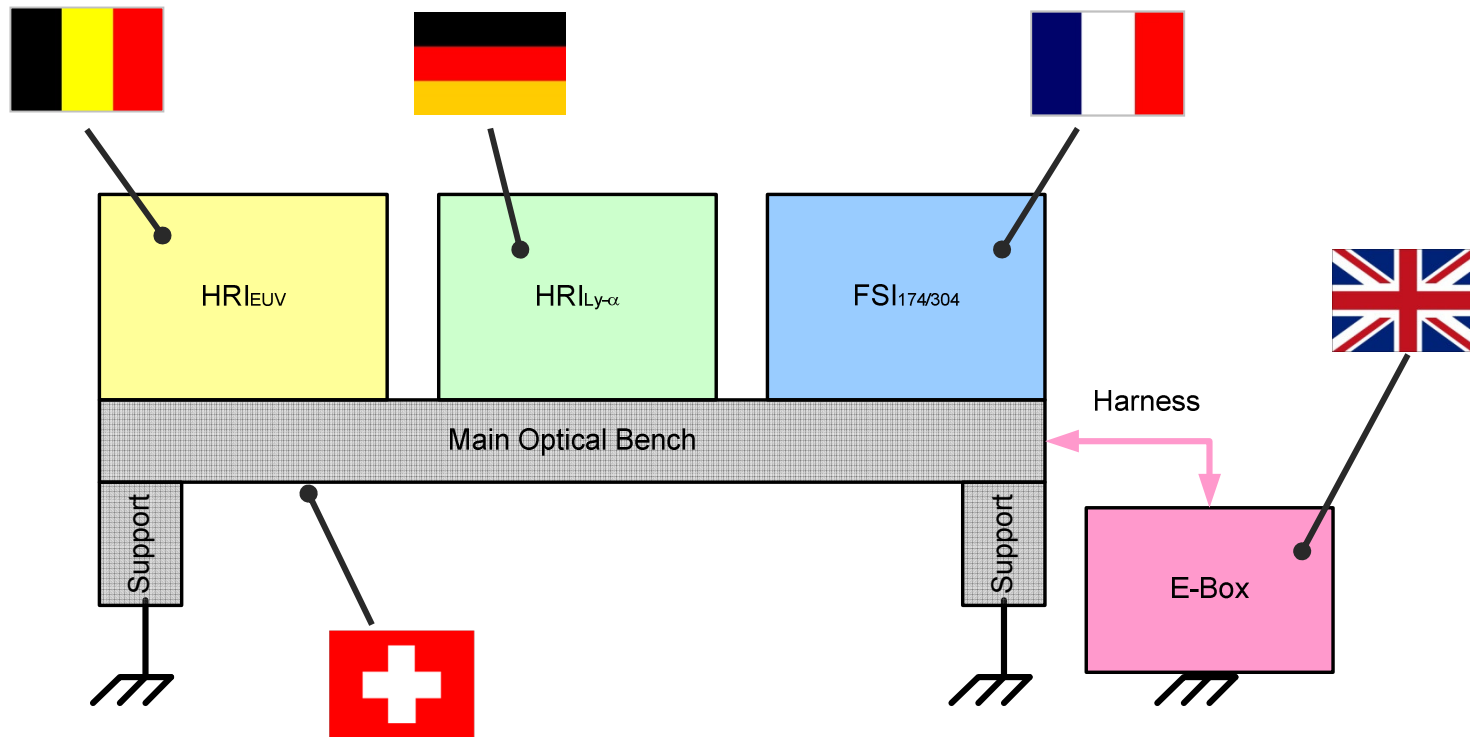 HRIEUV
HRILy-α
FSI174/304
Harness
Main Optical Bench
Support
Support
E-Box